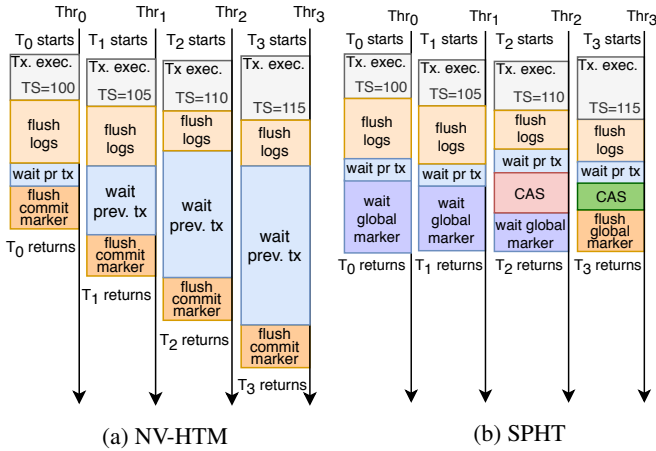 Thr0 Thr1 Thr2 Thr3
T0 starts T1 starts T2 starts T3 starts
Tx. exec.
TS=100
flush
logs
wait pr tx
flush
commit
marker
T0 returns
Tx. exec.
TS=105
flush
logs
wait
prev. tx
flush
commit
marker
T1 returns
Tx. exec.
TS=110
flush
logs
wait
prev. tx
flush
commit
marker
T2 returns
Tx. exec.
TS=115
flush
logs
wait
prev. tx
flush
commit
marker
T3 returns
(a) NV-HTM
Thr0 Thr1 Thr2 Thr3
T0 starts T1 starts T2 starts T3 starts
Tx. exec.
TS=100
flush
logs
wait pr tx
wait
global
marker
T0 returns
Tx. exec.
TS=105
flush
logs
wait pr tx
wait
global
marker
T1 returns
Tx. exec.
TS=110
flush
logs
wait pr tx
CAS
wait global
marker
T2 returns
Tx. exec.
TS=115
flush
logs
wait pr tx
CAS
flush
global
marker
T3 returns
(b) SPHT